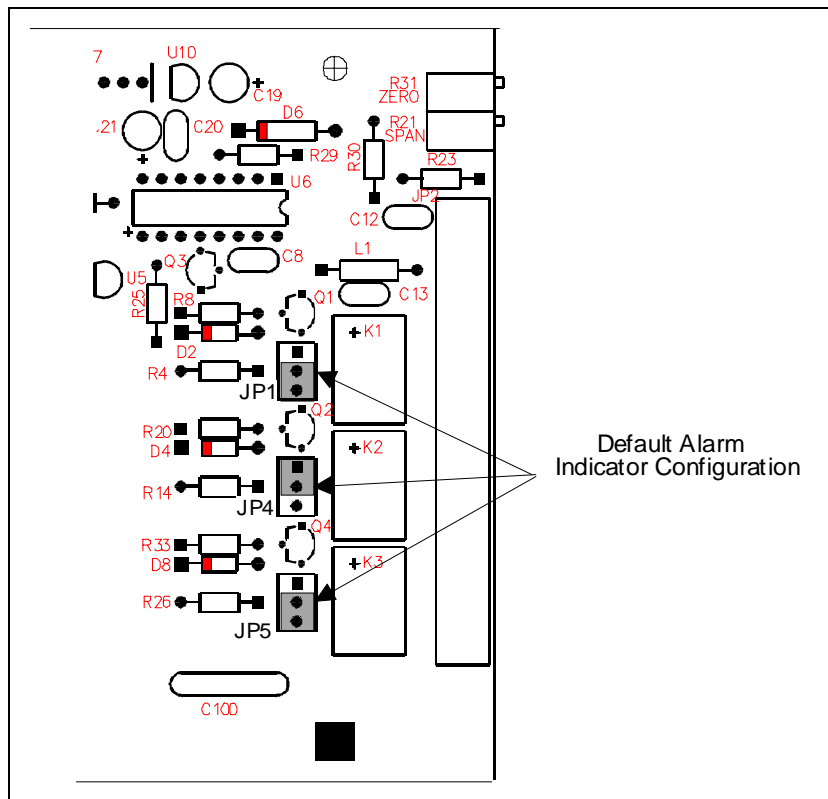 7
U10
C19
R31
ZERO
R21
SPAN
C20
D6
R29
R30
R23
U6
JP2
C12
Q3
C8
L1
U5
R25
R8
Q1
C13
D2
K1
R4
JP1
Q2
R20
D4
K2
Default Alarm
Indicator Configuration
R14
JP4
Q4
R33
D8
K3
R26
JP5
C100